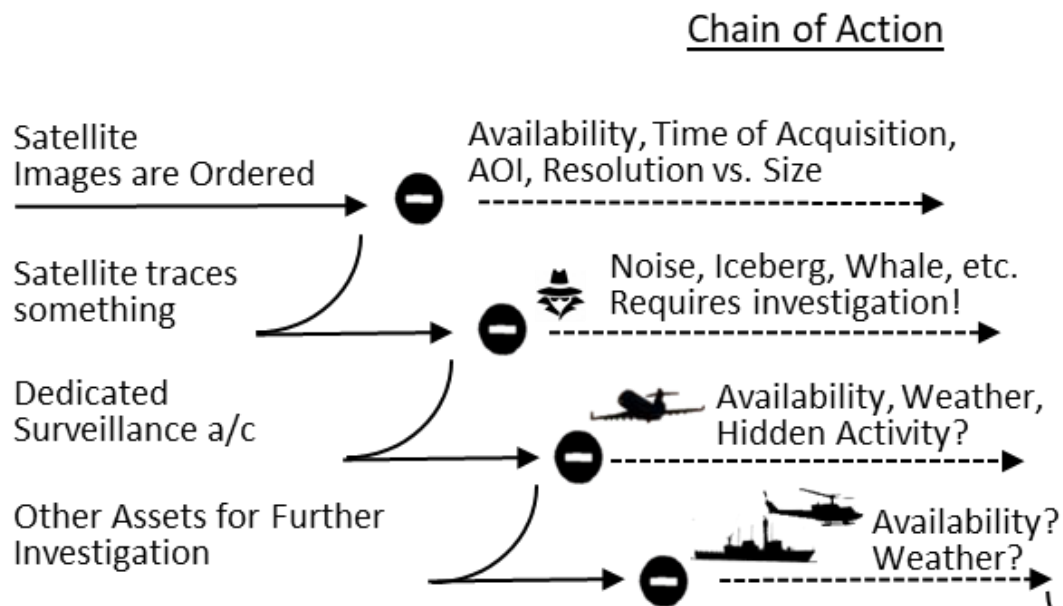 Chain of Action
Satellite
Images are Ordered
Availability, Time of Acquisition,
AOI, Resolution vs. Size
Satellite traces
something
Noise, Iceberg, Whale, etc.
Requires investigation!
Dedicated
Surveillance a/c
Availability, Weather,
Hidden Activity?
Other Assets for Further
Investigation
Availability?
Weather?